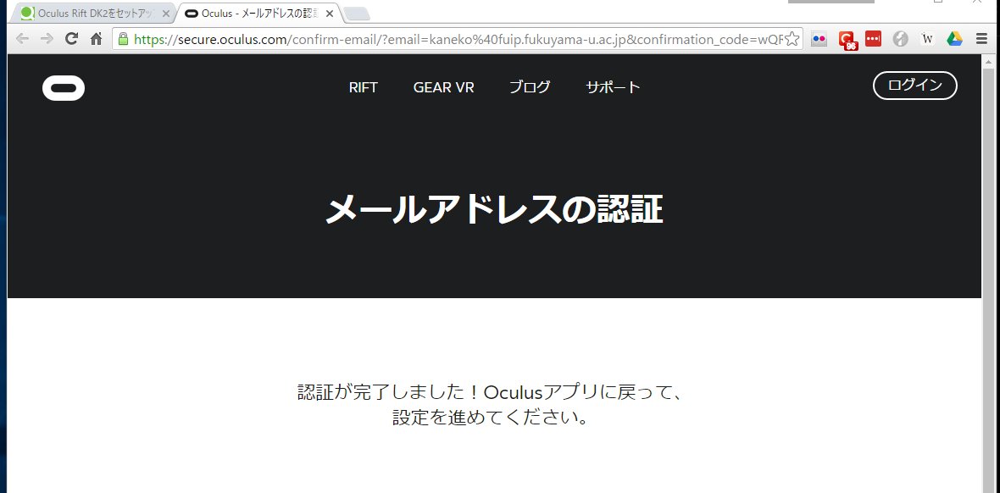 Oculus Rift DK2をセットアッ
Oculus - メールアドレスの認
https://secure.oculus.com/confirm-email/?email=kaneko%40fuip.fukuyama-u.ac.jp&confirmation_code=wQF
96
W
RIFT GEAR VR ブログ サポート ログイン
メールアドレスの認証
認証が完了しました！Oculusアプリに戻って、
設定を進めてください。